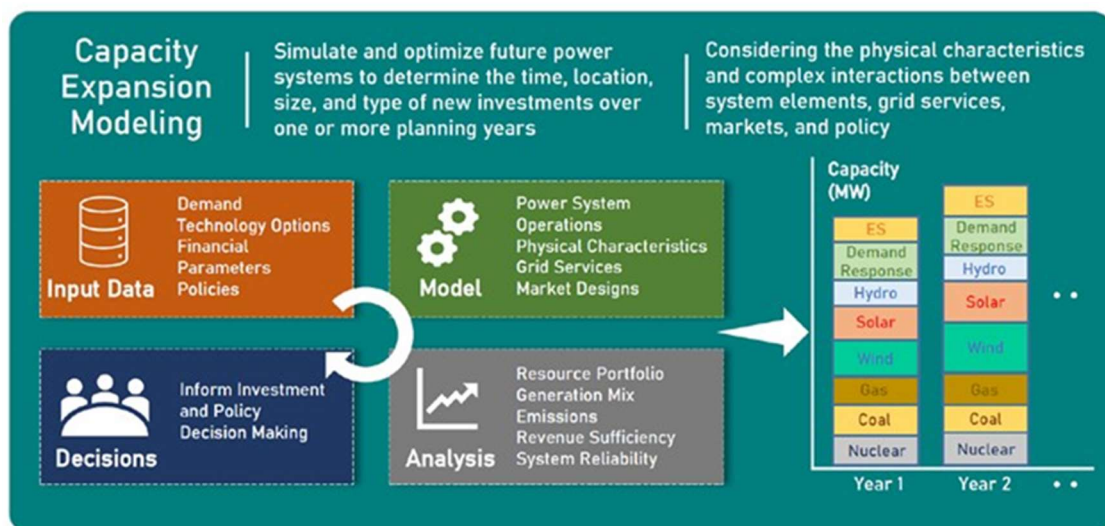 Capacity
Expansion
Modeling
Simulate and optimize future power
systems to determine the time, location,
size, and type of new investments over
one or more planning years
Considering the physical characteristics
and complex interactions between
system elements, grid services,
markets, and policy
Demand
Technology Options
Financial
Parameters
Policies
Input Data
Power System
Operations
Physical Characteristics
Grid Services
Market Designs
Model
Inform Investment
and Policy
Decision Making
Decisions
Resource Portfolio
Generation Mix
Emissions
Revenue Sufficiency
System Reliability
Analysis
Capacity
(MW)
ES
Demand
Response
Hydro
Solar
Wind
Gas
Coal
Nuclear
Year 1
ES
Demand
Response
Hydro
Solar
Wind
Gas
Coal
Nuclear
Year 2